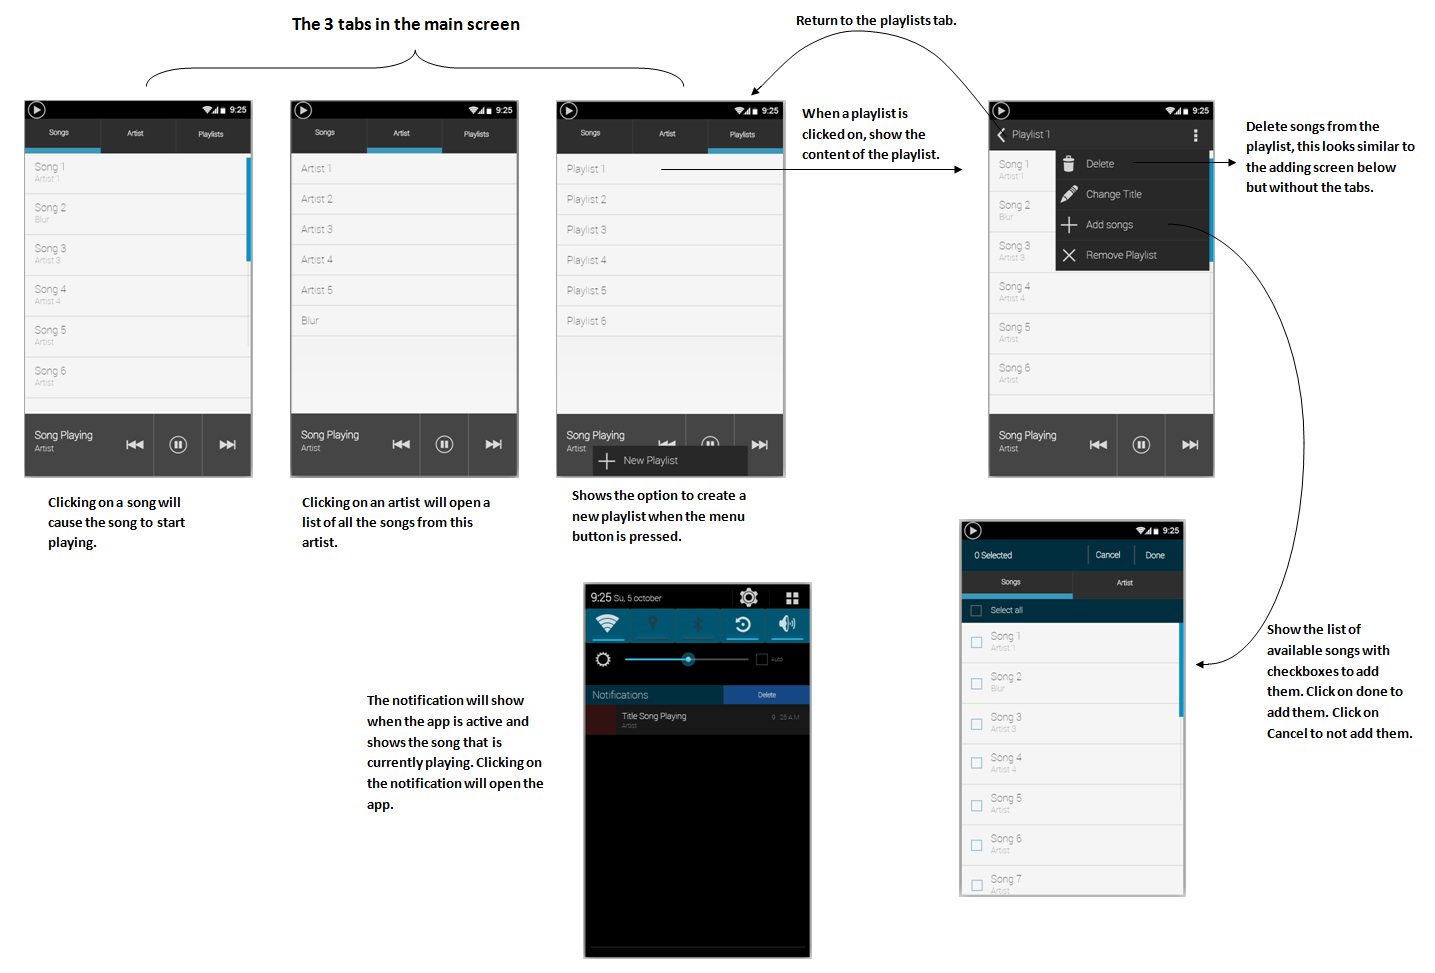 The 3 tabs in the main screen
Return to the playlists tab.
9:25
Songs
Artist
Playlists
Song 1
Artist 1
Song 2
Blur
Song 3
Artist 3
Song 4
Artist 4
Song 5
Artist
Song 6
Artist
Song Playing
Artist
Clicking on a song will
cause the song to start
playing.
9:25
Songs
Artist
Playlists
Artist 1
Artist 2
Artist 3
Artist 4
Artist 5
Blur
Song Playing
Artist
Clicking on an artist will open a
list of all the songs from this
artist.
9:25
Songs
Artist
Playlists
Playlist 1
Playlist 2
Playlist 3
Playlist 4
Playlist 5
Playlist 6
Song Playing
Artist
New Playlist
Shows the option to create a
new playlist when the menu
button is pressed.
When a playlist is
clicked on, show the
content of the playlist.
9:25
Playlist 1
Song 1
Artist 1
Song 2
Blur
Song 3
Artist 3
Song 4
Artist 4
Song 5
Artist
Song 6
Artist
Delete
Change Title
Add songs
Remove Playlist
Song Playing
Artist
Delete songs from the
playlist, this looks similar to
the adding screen below
but without the tabs.
The notification will show
when the app is active and
shows the song that is
currently playing. Clicking on
the notification will open the
app.
9:25 Su, 5 october
Auto
Notifications
Delete
Title Song Playing
Artist
9:25 AM
9:25
0 Selected
Cancel
Done
Songs
Artist
Select all
Song 1
Artist 1
Song 2
Blur
Song 3
Artist 3
Song 4
Artist 4
Song 5
Artist
Song 6
Artist
Song 7
Artist
Show the list of
available songs with
checkboxes to add
them. Click on done to
add them. Click on
Cancel to not add them.